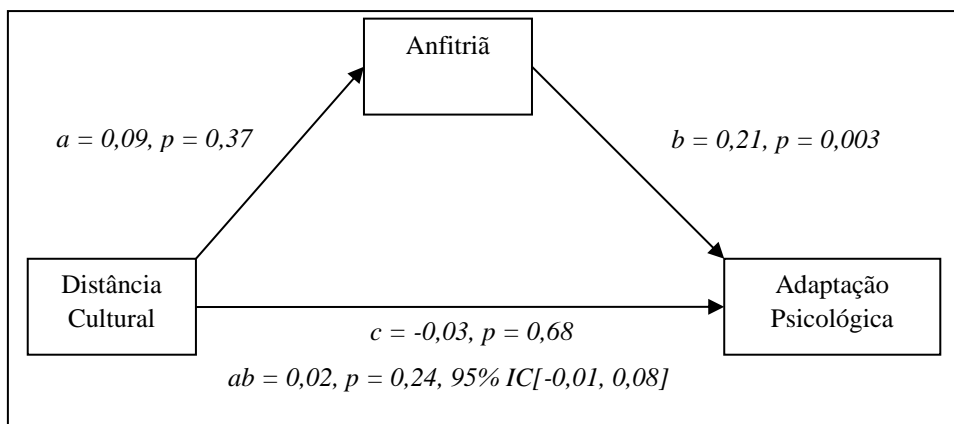 Anfitriã
a = 0,09, p = 0,37
b = 0,21, p = 0,003
Distância
Cultural
Adaptação
Psicológica
c = -0,03, p = 0,68
ab = 0,02, p = 0,24, 95% IC[-0,01, 0,08]